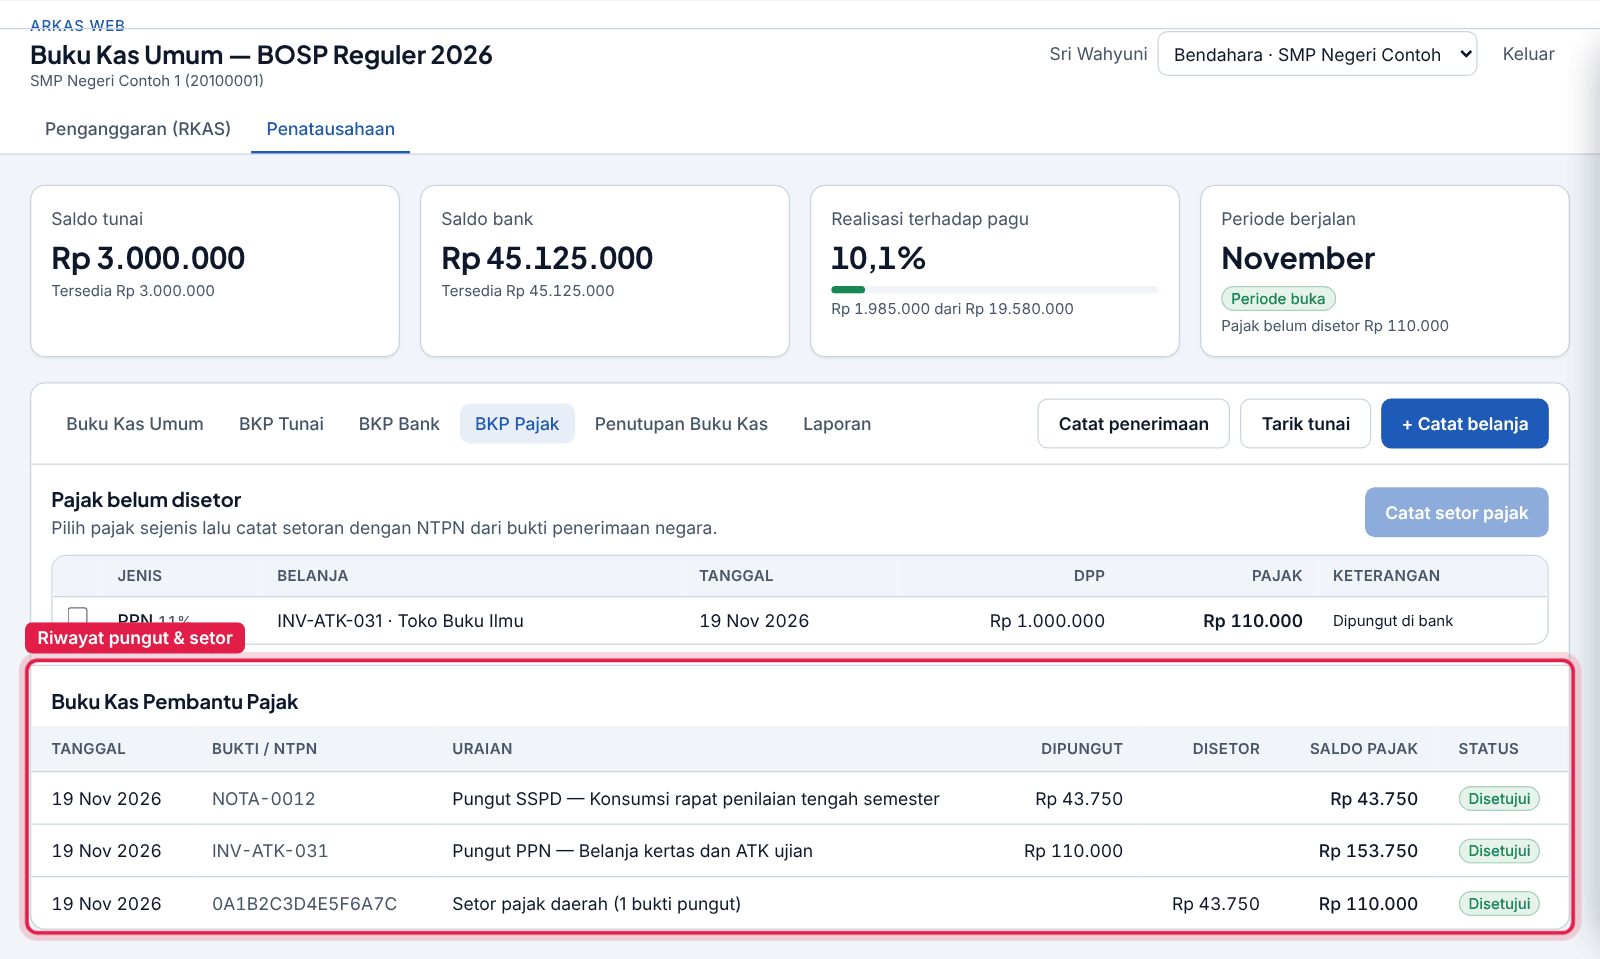 ARKAS WEB
Buku Kas Umum — BOSP Reguler 2026
SMP Negeri Contoh 1 (20100001)
Sri Wahyuni
Bendahara · SMP Negeri Contoh
Keluar
Penganggaran (RKAS)
Penatausahaan
Saldo tunai
Rp 3.000.000
Tersedia Rp 3.000.000
Saldo bank
Rp 45.125.000
Tersedia Rp 45.125.000
Realisasi terhadap pagu
10,1%
Rp 1.985.000 dari Rp 19.580.000
Periode berjalan
November
Periode buka
Pajak belum disetor Rp 110.000
Buku Kas Umum BKP Tunai BKP Bank BKP Pajak Penutupan Buku Kas Laporan
Catat penerimaan Tarik tunai + Catat belanja
Pajak belum disetor
Pilih pajak sejenis lalu catat setoran dengan NTPN dari bukti penerimaan negara.
Catat setor pajak
JENIS BELANJA TANGGAL DPP PAJAK KETERANGAN
PPN 11% INV-ATK-031 · Toko Buku Ilmu 19 Nov 2026 Rp 1.000.000 Rp 110.000 Dipungut di bank
Riwayat pungut & setor
Buku Kas Pembantu Pajak
TANGGAL BUKTI / NTPN URAIAN DIPUNGUT DISETOR SALDO PAJAK STATUS
19 Nov 2026 NOTA-0012 Pungut SSPD — Konsumsi rapat penilaian tengah semester Rp 43.750 Rp 43.750 Disetujui
19 Nov 2026 INV-ATK-031 Pungut PPN — Belanja kertas dan ATK ujian Rp 110.000 Rp 153.750 Disetujui
19 Nov 2026 0A1B2C3D4E5F6A7C Setor pajak daerah (1 bukti pungut) Rp 43.750 Rp 110.000 Disetujui